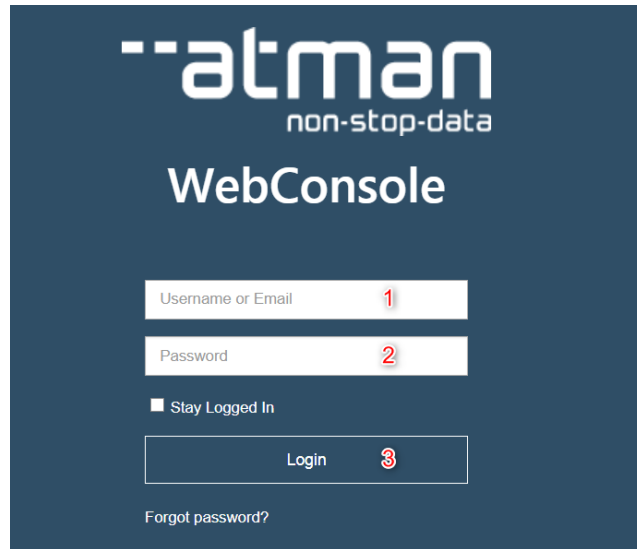 atman
non-stop-data
WebConsole
Username or Email 1
Password 2
Stay Logged In
Login 3
Forgot password?